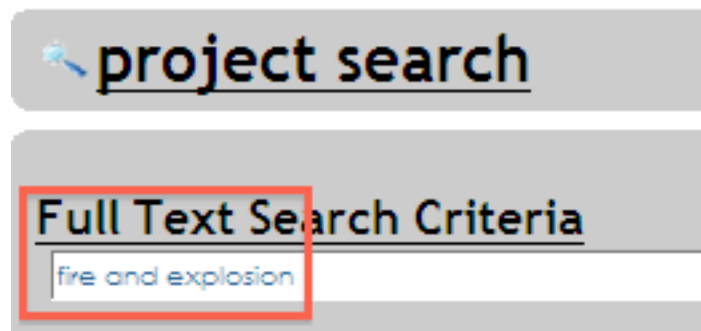 project search
Full Text Search Criteria
fire and explosion